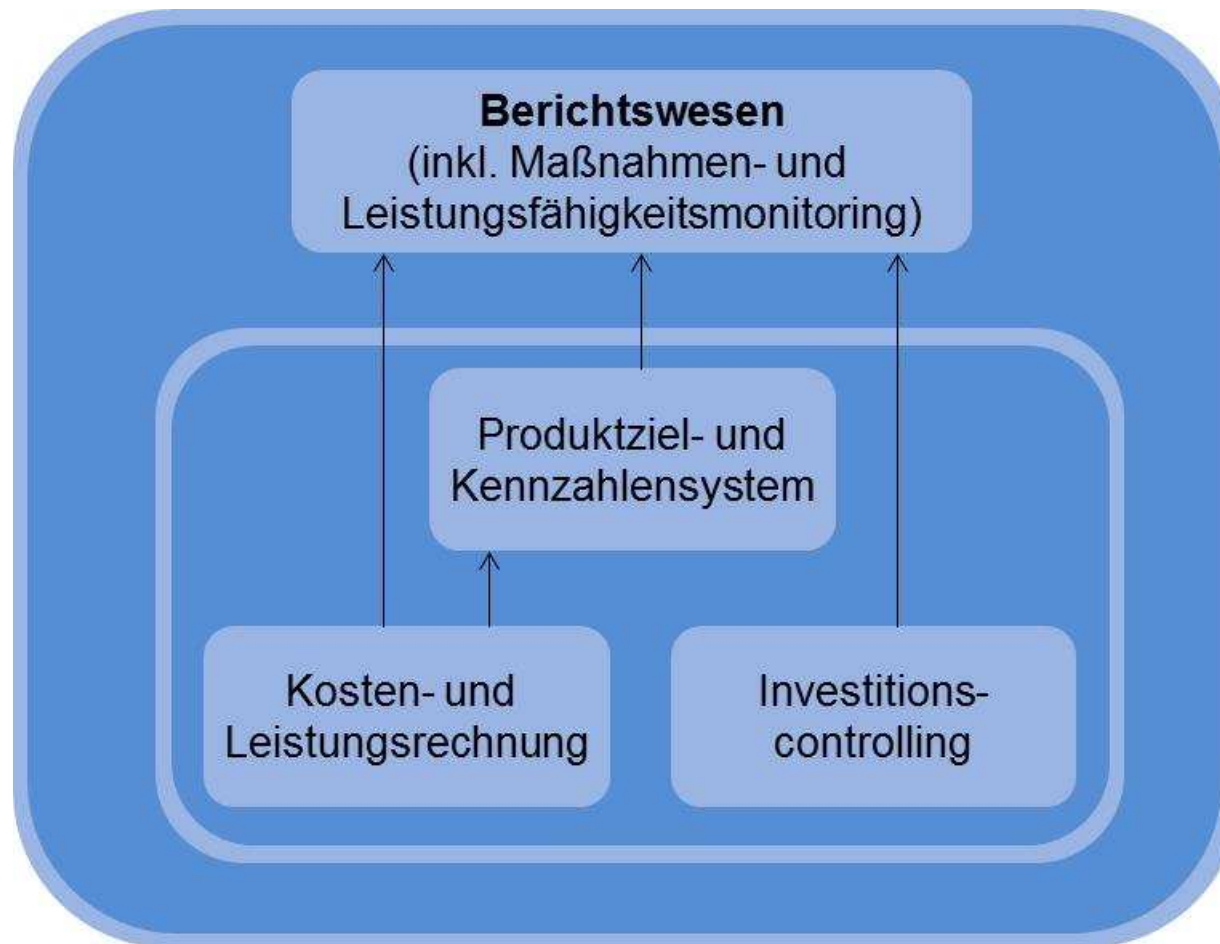 Berichtswesen
(inkl. Maßnahmen- und
Leistungsfähigkeitsmonitoring)
Produktziel- und
Kennzahlensystem
Kosten- und
Leistungsrechnung
Investitions-
controlling